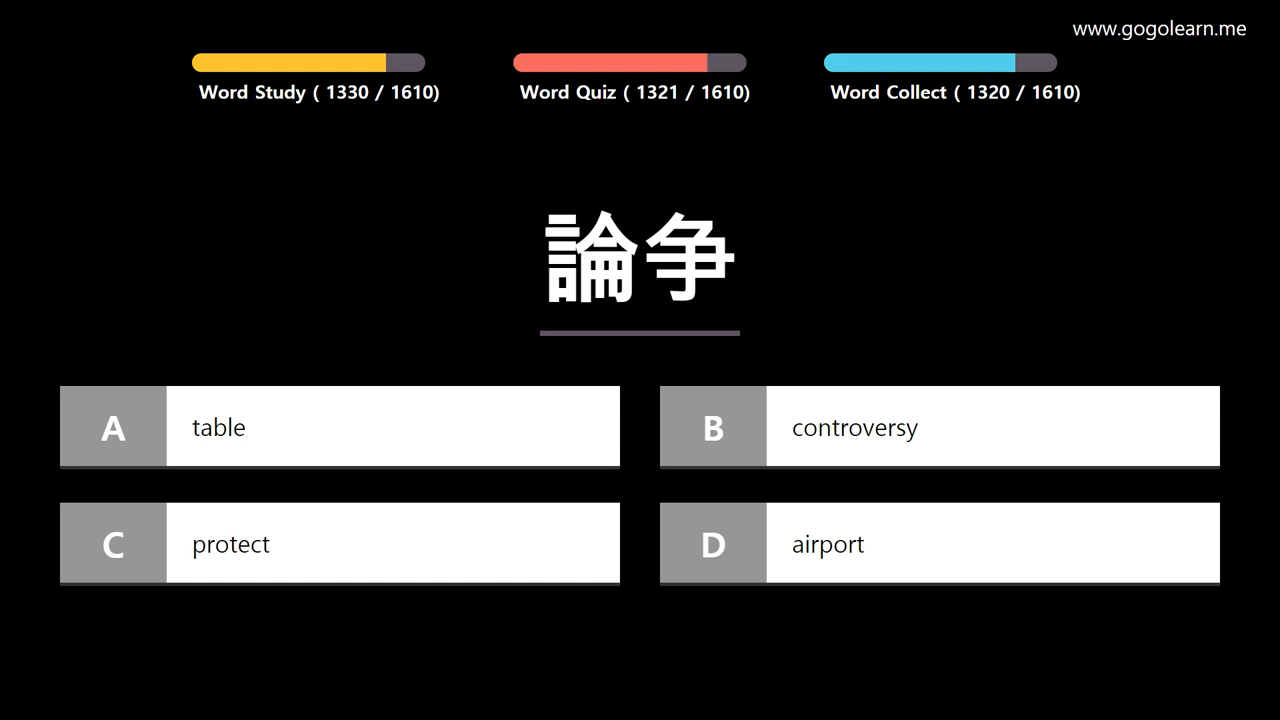 www.gogolearn.me
Word Study ( 1330 / 1610)
Word Quiz ( 1321 / 1610)
Word Collect ( 1320 / 1610)
論争
A table
B controversy
C protect
D airport